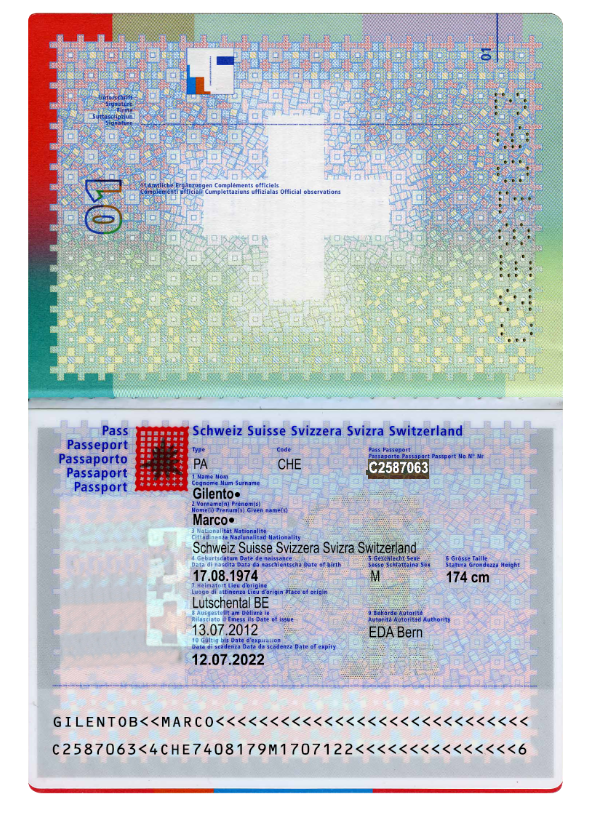 01
Unterschrift
Signature
Firma
Suttascripziun
Signature
01
Amtliche Ergänzungen Compléments officiels
Complementi ufficiali Cumplettaziuns uffizialas Official observations
Pass
Passeport
Passaporto
Passaport
Passport
Schweiz Suisse Svizzera Svizra Switzerland
Type
Code
Pass Passeport
Passaporto Passaport Passport No N° Nr
PA
CHE
C2587063
1 Name Nom
Cognome Num Surname
Gilento•
2 Vorname(n) Prénom(s)
Nome(i) Prenum(s) Given name(s)
Marco•
3 Nationalität Nationalité
Cittadinanza Naziunalitad Nationality
Schweiz Suisse Svizzera Svizra Switzerland
4 Geburtsdatum Date de naissance
Data di nascita Data da naschientscha Date of birth
5 Geschlecht Sexe
Sesso Schlattaina Sex
6 Grösse Taille
Statura Grondezza Height
17.08.1974
M
174 cm
7 Heimatort Lieu d'origine
Luogo di attinenza Lieu d'origin Place of origin
Lutschental BE
8 Ausgestellt am Délivré le
Rilasciato il Emess ils Date of issue
9 Behörde Autorité
Autorità Autoritad Authority
13.07.2012
EDA Bern
10 Gültig bis Date d'expiration
Data di scadenza Data da scadenza Date of expiry
12.07.2022
GILENTOB<<MARCO<<<<<<<<<<<<<<<<<<<<<<<<<<<<<
C2587063<4CHE7408179M1707122<<<<<<<<<<<<<<<6